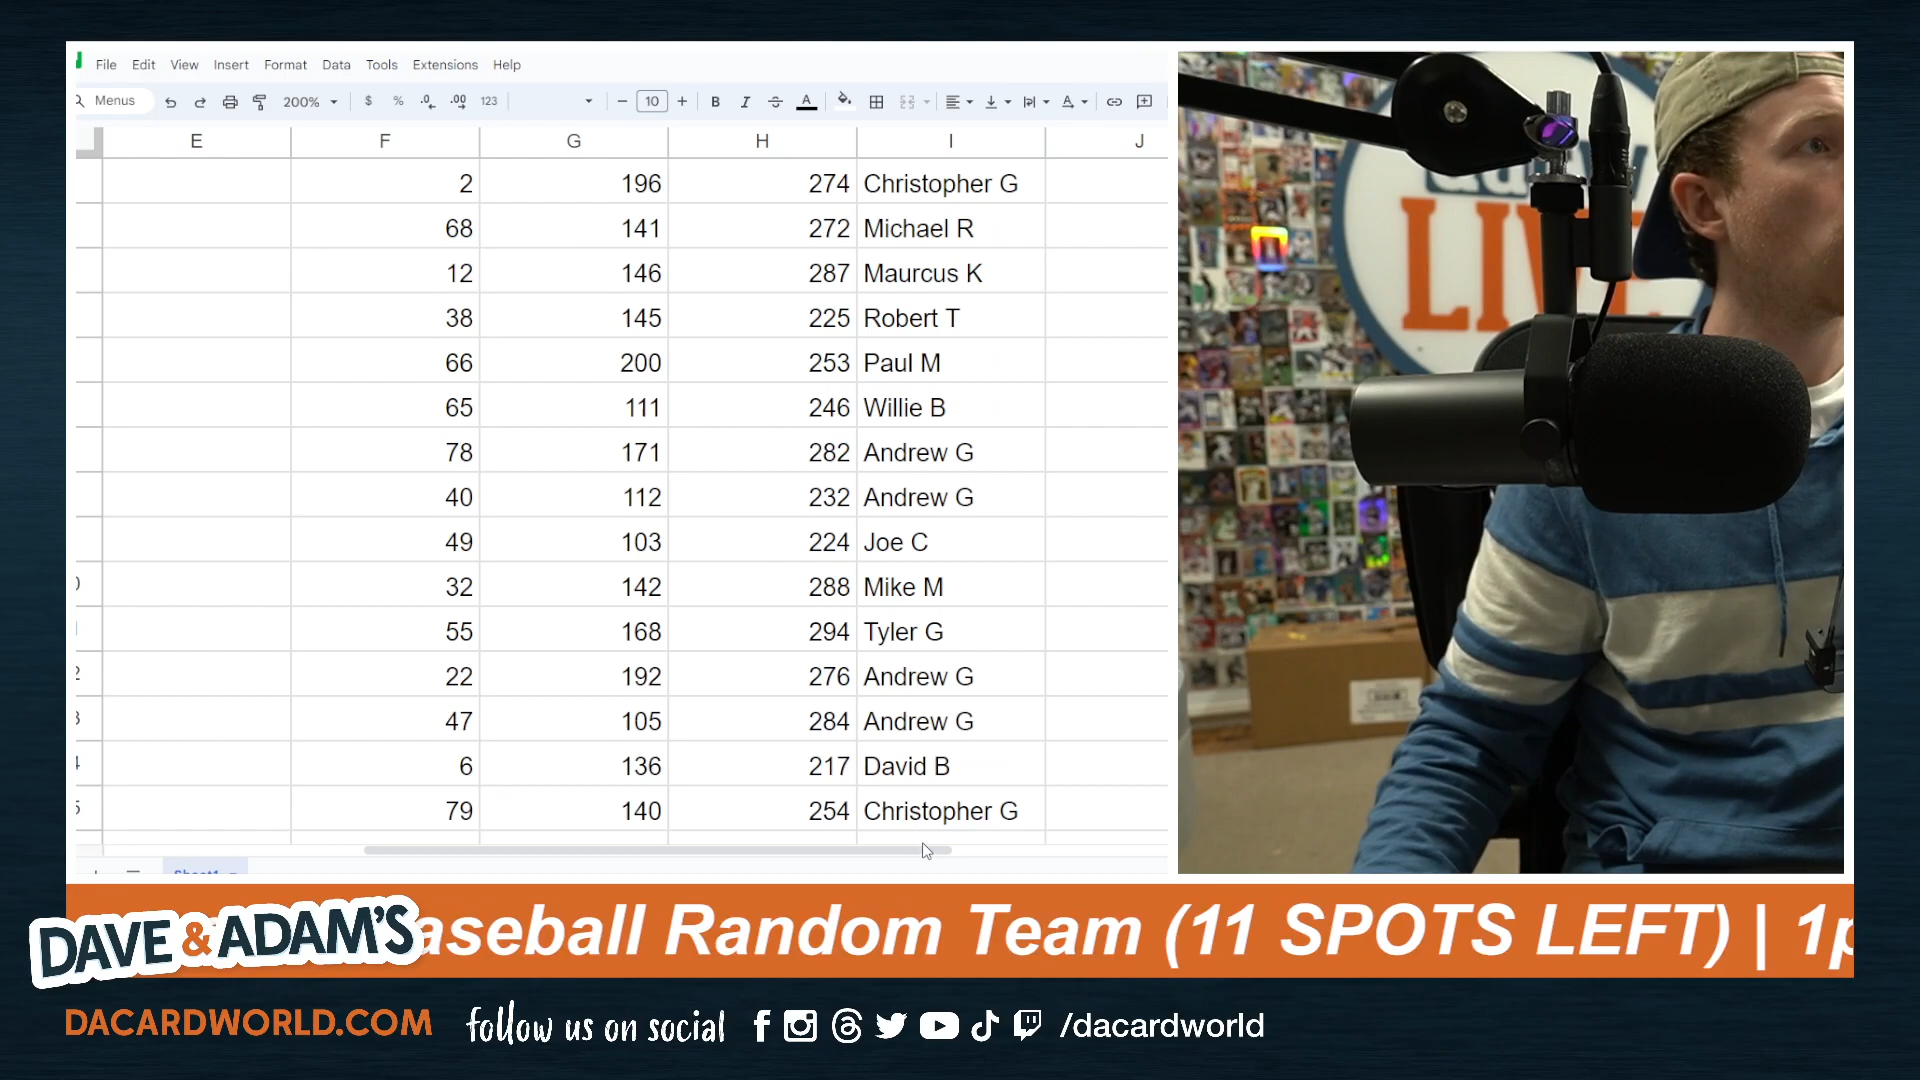 File Edit View Insert Format Data Tools Extensions Help
Menus 200% $ % .0 .00 123 10 B I A
E F G H I J
2 196 274 Christopher G
68 141 272 Michael R
12 146 287 Maurcus K
38 145 225 Robert T
66 200 253 Paul M
65 111 246 Willie B
78 171 282 Andrew G
40 112 232 Andrew G
49 103 224 Joe C
32 142 288 Mike M
55 168 294 Tyler G
22 192 276 Andrew G
47 105 284 Andrew G
6 136 217 David B
79 140 254 Christopher G
Sheet1
LIVE
DAVE & ADAM'S
aseball Random Team (11 SPOTS LEFT) | 1p
DACARDWORLD.COM follow us on social /dacardworld